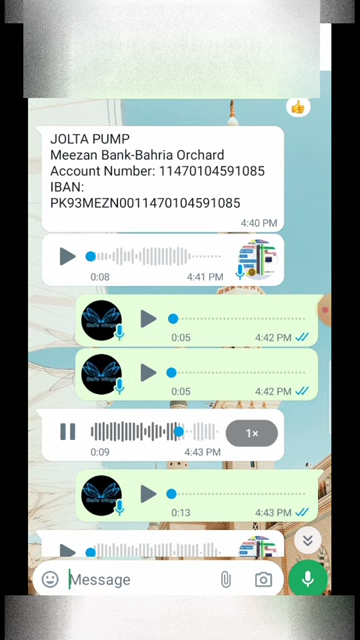 JOLTA PUMP
Meezan Bank-Bahria Orchard
Account Number: 11470104591085
IBAN:
PK93MEZN0011470104591085
4:40 PM
0:08 4:41 PM
0:05 4:42 PM
0:05 4:42 PM
1×
0:09 4:43 PM
0:13 4:43 PM
Message